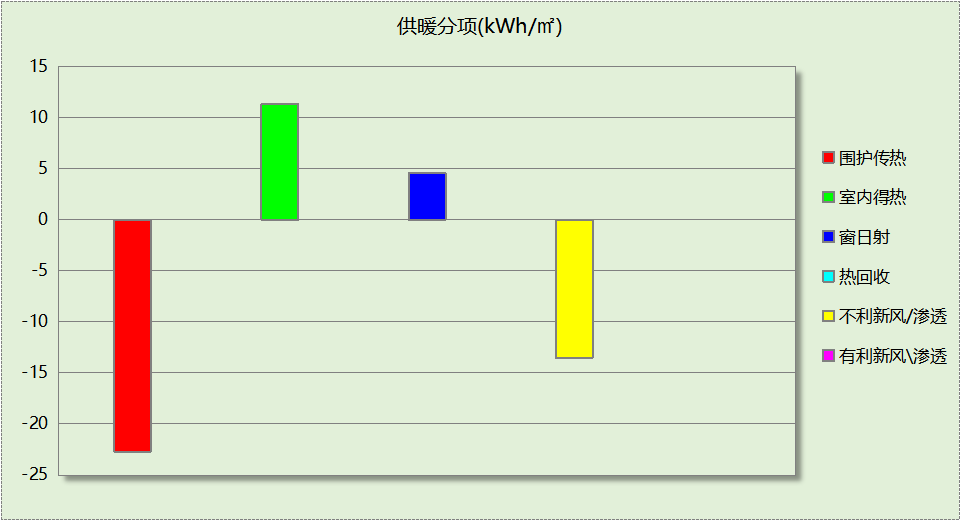 供暖分项(kWh/㎡)
15
10
5
0
-5
-10
-15
-20
-25
围护传热
室内得热
窗日射
热回收
不利新风/渗透
有利新风\渗透